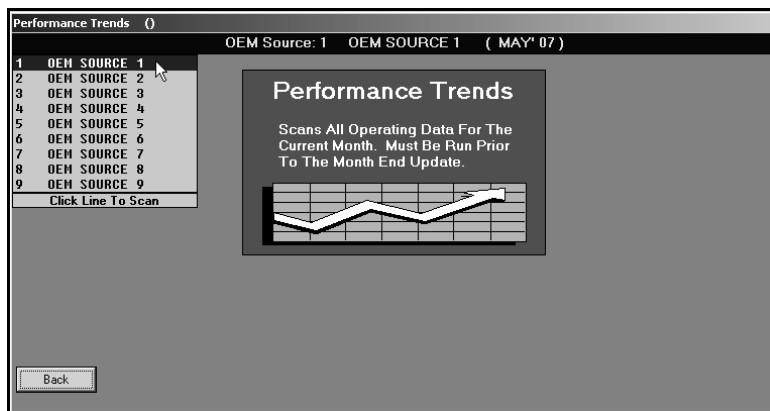 Performance Trends ()
OEM Source: 1 OEM SOURCE 1 ( MAY' 07 )
1 OEM SOURCE 1
2 OEM SOURCE 2
3 OEM SOURCE 3
4 OEM SOURCE 4
5 OEM SOURCE 5
6 OEM SOURCE 6
7 OEM SOURCE 7
8 OEM SOURCE 8
9 OEM SOURCE 9
Click Line To Scan
Performance Trends
Scans All Operating Data For The
Current Month. Must Be Run Prior
To The Month End Update.
Back